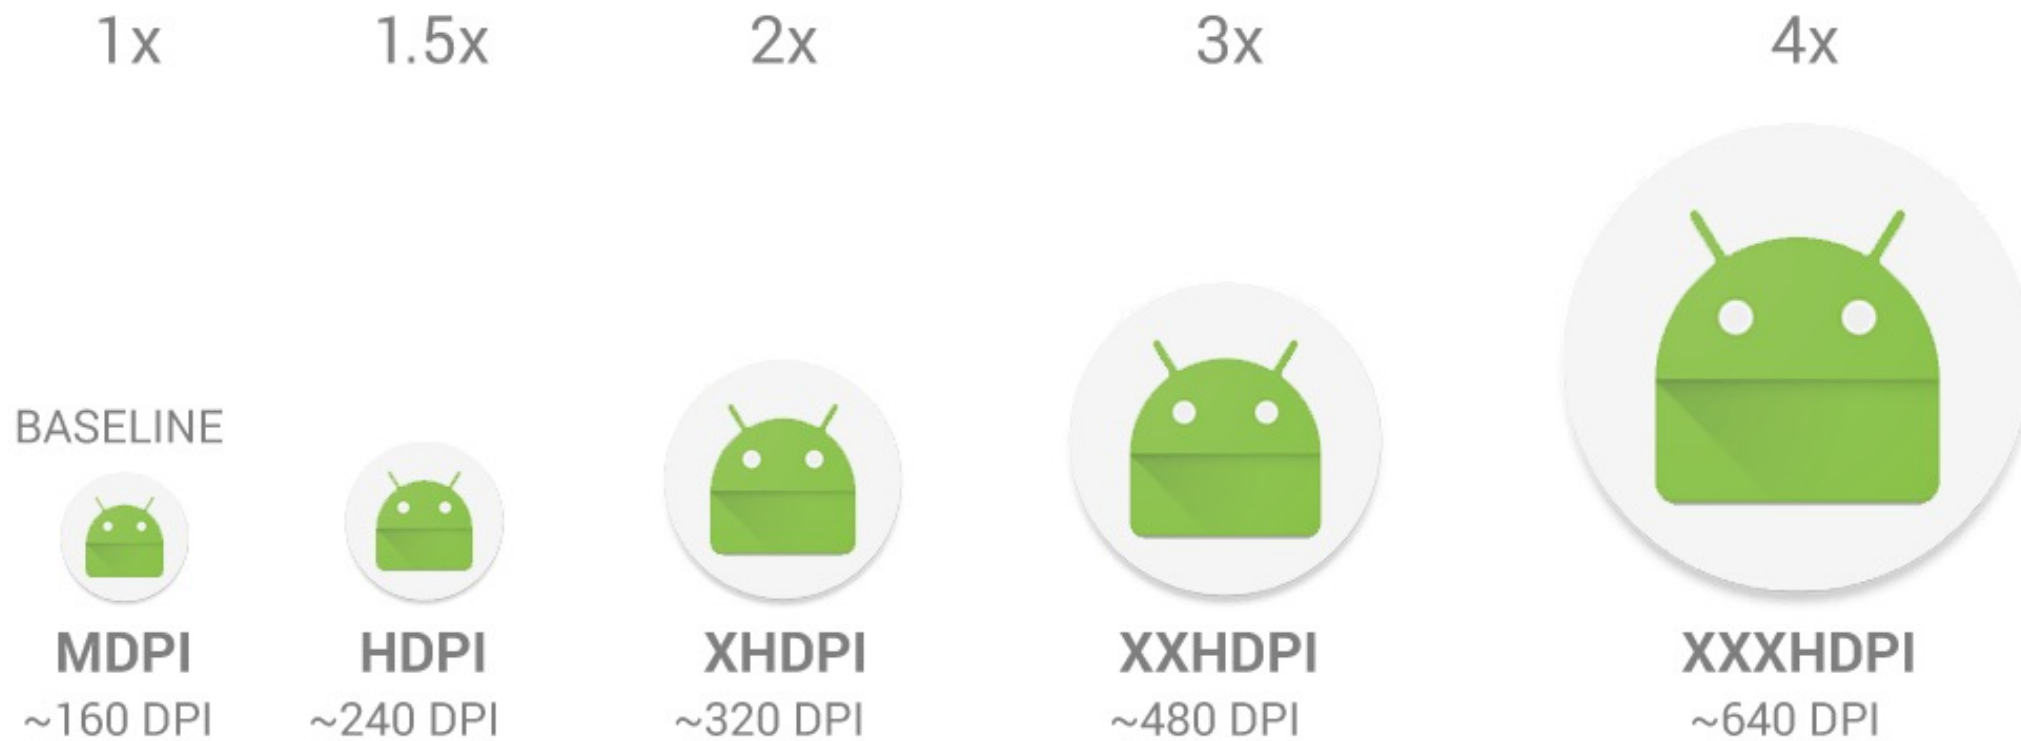 1x 1.5x 2x 3x 4x
BASELINE
MDPI HDPI XHDPI XXHDPI XXXHDPI
~160 DPI ~240 DPI ~320 DPI ~480 DPI ~640 DPI